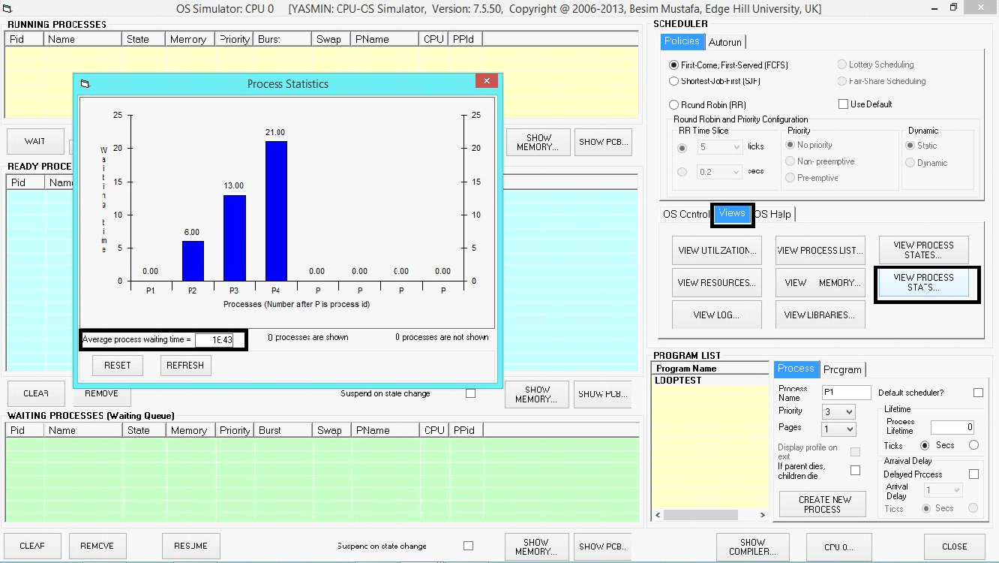 OS Simulator: CPU 0 [YASMIN: CPU-OS Simulator, Version: 7.5.50, Copyright @ 2006-2013, Besim Mustafa, Edge Hill University, UK]
RUNNING PROCESSES
Pid Name State Memory Priority Burst Swap PName CPU PPId
WAIT
SHOW MEMORY...
SHOW PCB...
READY PROCE
Pid Name
Process Statistics
Waiting time
25
20
15
10
5
0
0.00 6.00 13.00 21.00 0.00 0.00 0.00 0.00
25
20
15
10
5
0
P1 P2 P3 P4 P P P P
Processes (Number after P is process id)
Average process waiting time = 16.43
0 processes are shown
0 processes are not shown
RESET
REFRESH
CLEAR
REMOVE
Suspend on state change
SHOW MEMORY...
SHOW PCB...
WAITING PROCESSES (Waiting Queue)
Pid Name State Memory Priority Burst Swap PName CPU PPid
CLEAR
REMOVE
RESUME
Suspend on state change
SHOW MEMORY...
SHOW PCB...
SCHEDULER
Policies Autorun
First-Come, First-Served (FCFS)
Lottery Scheduling
Shortest-Job-First (SJF)
Fair-Share Scheduling
Round Robin (RR)
Use Default
Round Robin and Priority Configuration
RR Time Slice
5 ticks
0.2 secs
Priority
No priority
Non- preemptive
Pre-emptive
Dynamic
Static
Dynamic
OS Control Views OS Help
VIEW UTILIZATION...
VIEW PROCESS LIST...
VIEW PROCESS STATES...
VIEW RESOURCES...
VIEW MEMORY...
VIEW PROCESS STATS...
VIEW LOG...
VIEW LIBRARIES...
PROGRAM LIST
Program Name
LOOPTEST
Process Program
Process Name P1
Priority 3
Pages 1
Display profile on exit
If parent dies, children die
CREATE NEW PROCESS
Default scheduler?
Lifetime
Process Lifetime 0
Ticks Secs
Arraival Delay
Delayed Process
Arrival Delay 1
Ticks Secs
SHOW COMPILER...
CPU 0...
CLOSE